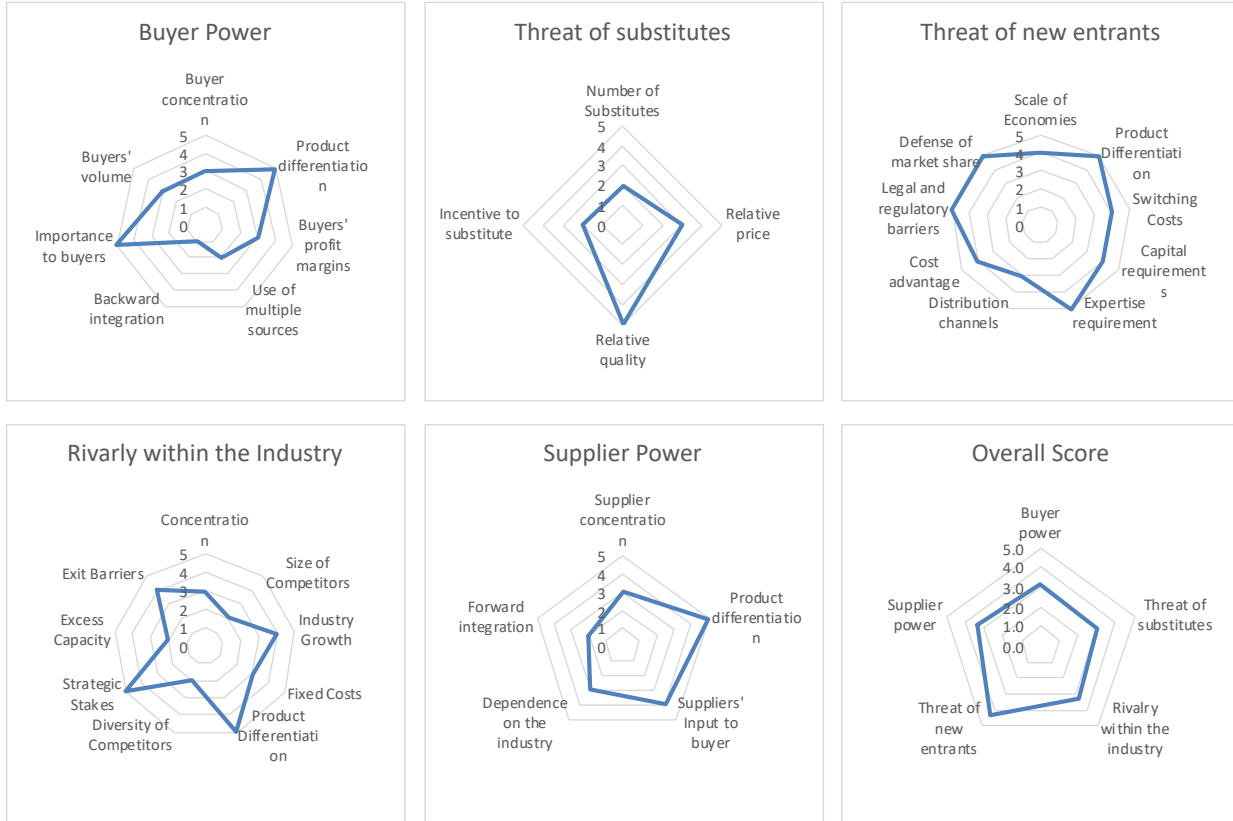 Buyer Power
Buyer
concentratio
n
Product
differentiatio
n
Buyers'
profit
margins
Use of
multiple
sources
Backward
integration
Importance
to buyers
Buyers'
volume
5
4
3
2
1
0
Threat of substitutes
Number of
Substitutes
Relative
price
Relative
quality
Incentive to
substitute
5
4
3
2
1
0
Threat of new entrants
Scale of
Economies
Product
Differentiati
on
Switching
Costs
Capital
requirement
s
Expertise
requirement
Distribution
channels
Cost
advantage
Legal and
regulatory
barriers
Defense of
market share
5
4
3
2
1
0
Rivarly within the Industry
Concentratio
n
Size of
Competitors
Industry
Growth
Fixed Costs
Product
Differentiati
on
Diversity of
Competitors
Strategic
Stakes
Excess
Capacity
Exit Barriers
5
4
3
2
1
0
Supplier Power
Supplier
concentratio
n
Product
differentiatio
n
Suppliers'
Input to
buyer
Dependence
on the
industry
Forward
integration
5
4
3
2
1
0
Overall Score
Buyer
power
Threat of
substitutes
Rivalry
within the
industry
Threat of
new
entrants
Supplier
power
5.0
4.0
3.0
2.0
1.0
0.0